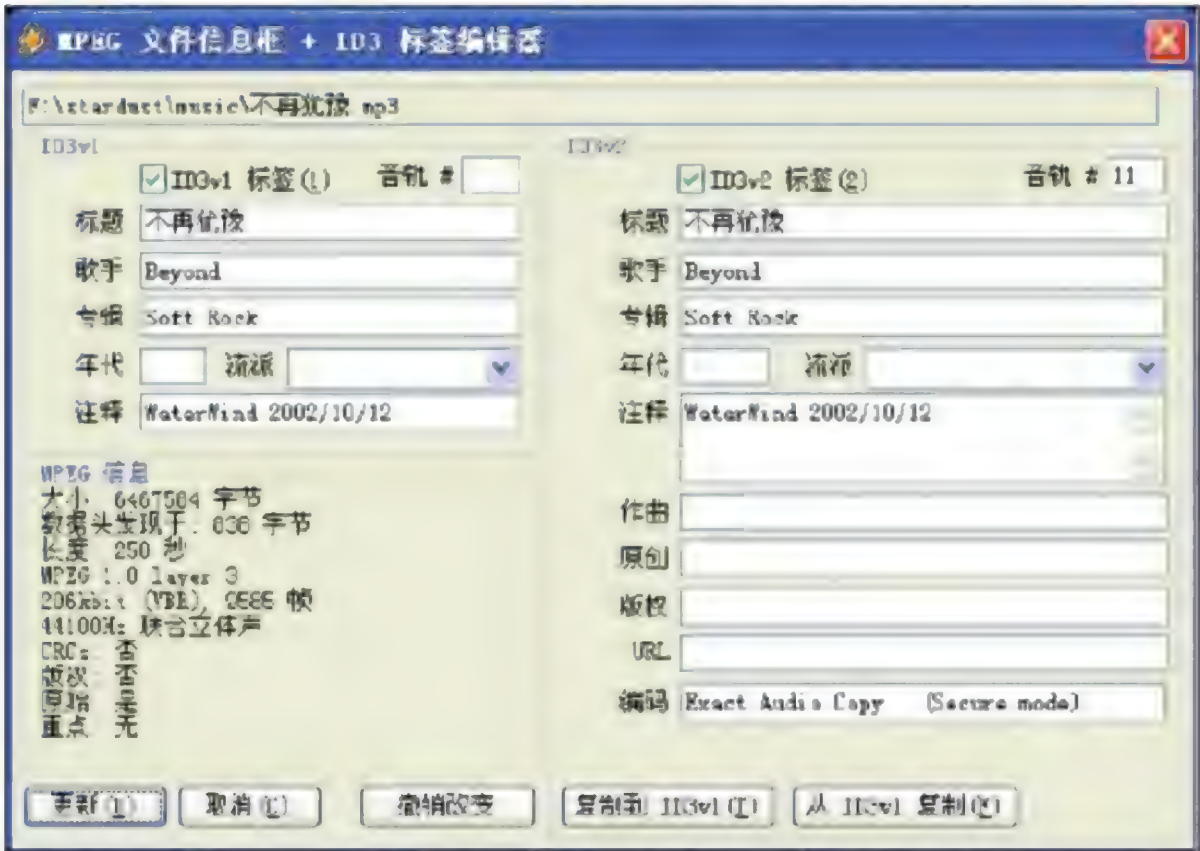 MPEG 文件信息框 + ID3 标签编辑器
F:\stardust\music\不再犹豫.mp3
ID3v1
ID3v1 标签(1) 音轨 #
标题 不再犹豫
歌手 Beyond
专辑 Soft Rock
年代 流派
注释 WaterWind 2002/10/12
MPEG 信息
大小: 6467584 字节
数据头发现于: 838 字节
长度: 250 秒
MPEG 1.0 layer 3
206kbit (VBR), 9585 帧
44100Hz 联合立体声
CRCs: 否
版权: 否
原始: 是
重点: 无
ID3v2
ID3v2 标签(2) 音轨 # 11
标题 不再犹豫
歌手 Beyond
专辑 Soft Rock
年代 流派
注释 WaterWind 2002/10/12
作曲
原创
版权
URL
编码 Exact Audio Copy (Secure mode)
更新 取消(C) 撤销改变 复制到 ID3v1(T) 从 ID3v1 复制